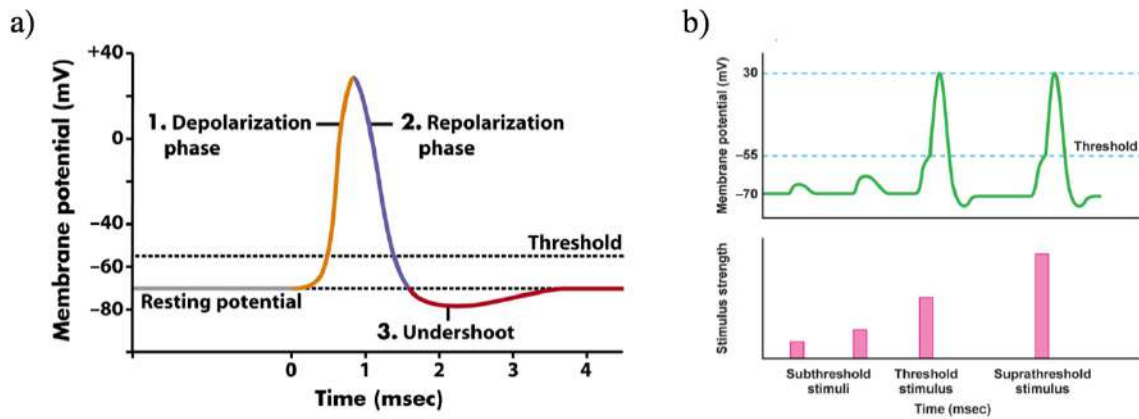 a)
+40
0
−40
−60
−80
Membrane potential (mV)
1. Depolarization
phase
2. Repolarization
phase
Threshold
Resting potential
3. Undershoot
0 1 2 3 4
Time (msec)
b)
Membrane potential (mV)
30
−55
−70
Threshold
Stimulus strength
Subthreshold
stimuli
Threshold
stimulus
Suprathreshold
stimulus
Time (msec)